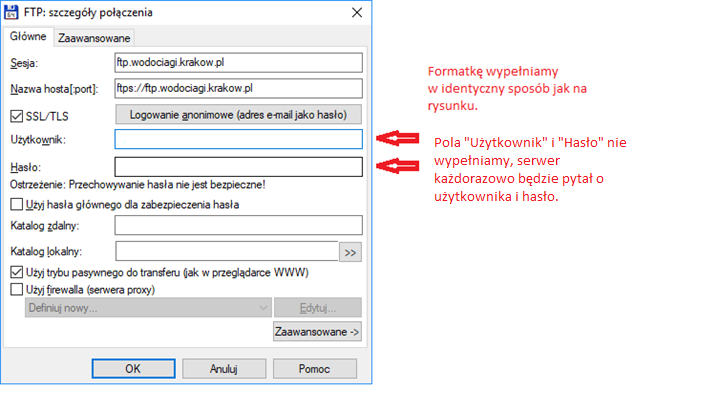 FTP: szczegóły połączenia
Główne
Zaawansowane
Sesja:
ftp.wodociagi.krakow.pl
Nazwa hosta[:port]:
ftps://ftp.wodociagi.krakow.pl
SSL/TLS
Logowanie anonimowe (adres e-mail jako hasło)
Użytkownik:
Hasło:
Ostrzeżenie: Przechowywanie hasła nie jest bezpieczne!
Użyj hasła głównego dla zabezpieczenia hasła
Katalog zdalny:
Katalog lokalny:
>>
Użyj trybu pasywnego do transferu (jak w przeglądarce WWW)
Użyj firewalla (serwera proxy)
Definiuj nowy...
Edytuj...
Zaawansowane ->
OK
Anuluj
Pomoc
Formatkę wypełniamy
w identyczny sposób jak na
rysunku.
Pola "Użytkownik" i "Hasło" nie
wypełniamy, serwer
każdorazowo będzie pytał o
użytkownika i hasło.